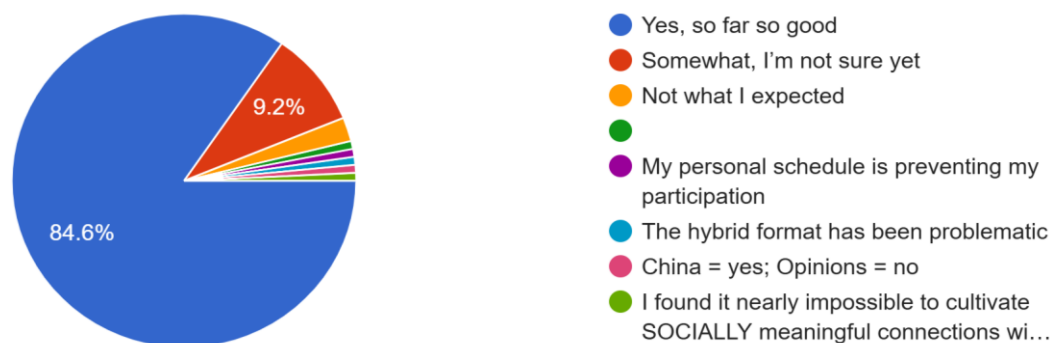 Yes, so far so good
Somewhat, I’m not sure yet
9.2%
Not what I expected
My personal schedule is preventing my
participation
84.6%
The hybrid format has been problematic
China = yes; Opinions = no
I found it nearly impossible to cultivate
SOCIALLY meaningful connections wi…